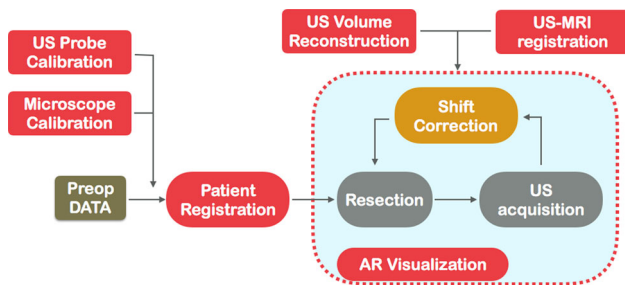 US Probe
Calibration
Microscope
Calibration
Preop
DATA
Patient
Registration
US Volume
Reconstruction
US-MRI
registration
Shift
Correction
Resection
US
acquisition
AR Visualization